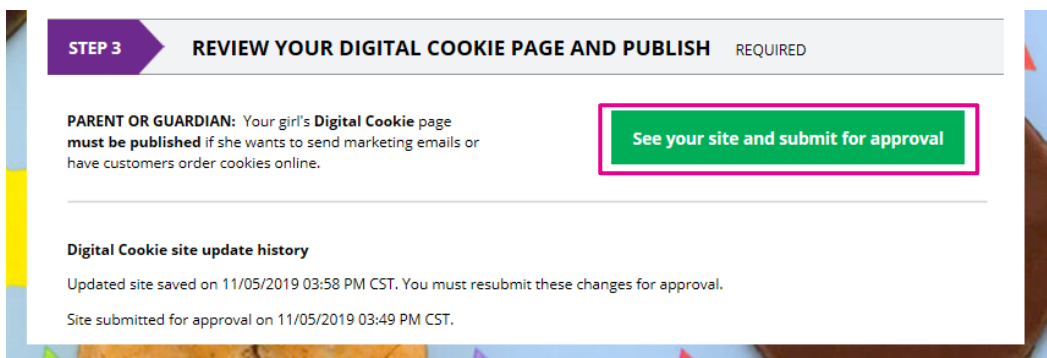 STEP 3 REVIEW YOUR DIGITAL COOKIE PAGE AND PUBLISH REQUIRED
PARENT OR GUARDIAN: Your girl's Digital Cookie page
must be published if she wants to send marketing emails or
have customers order cookies online.
See your site and submit for approval
Digital Cookie site update history
Updated site saved on 11/05/2019 03:58 PM CST. You must resubmit these changes for approval.
Site submitted for approval on 11/05/2019 03:49 PM CST.